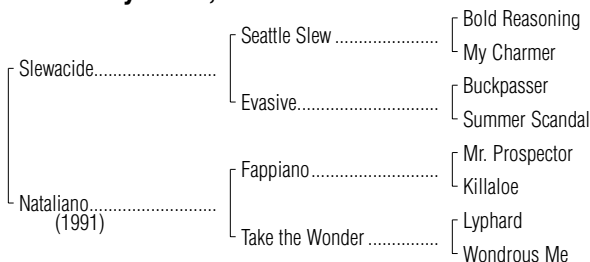 Bold Reasoning
Seattle Slew
My Charmer
Slewacide
Buckpasser
Evasive
Summer Scandal
Mr. Prospector
Fappiano
Killaloe
Nataliano
(1991)
Lyphard
Take the Wonder
Wondrous Me